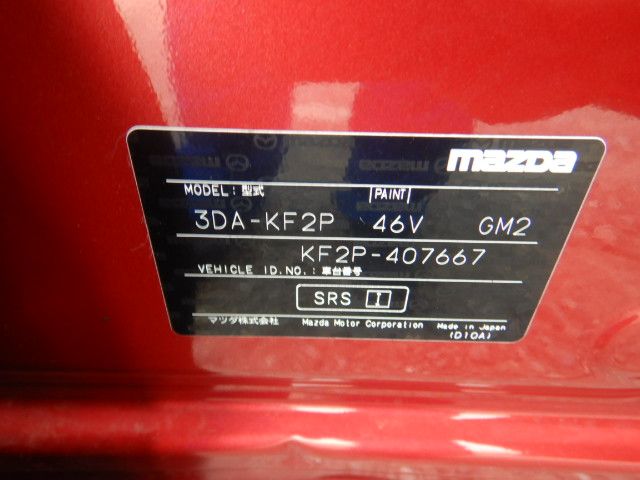 mazda
MODEL: 型式 PAINT
3DA-KF2P 46V GM2
KF2P-407667
VEHICLE ID.NO.: 車台番号
SRS I
マツダ株式会社 Mazda Motor Corporation Made in Japan
(D10A)